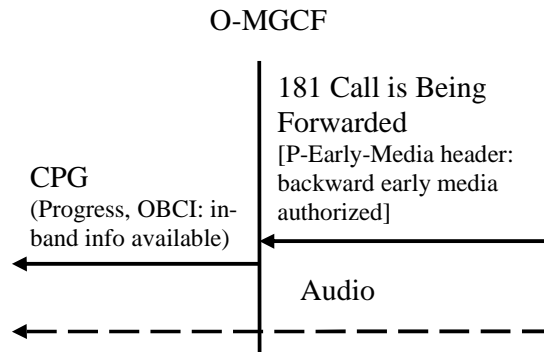 O-MGCF
181 Call is Being
Forwarded
[P-Early-Media header:
backward early media
authorized]
CPG
(Progress, OBCI: in-
band info available)
Audio